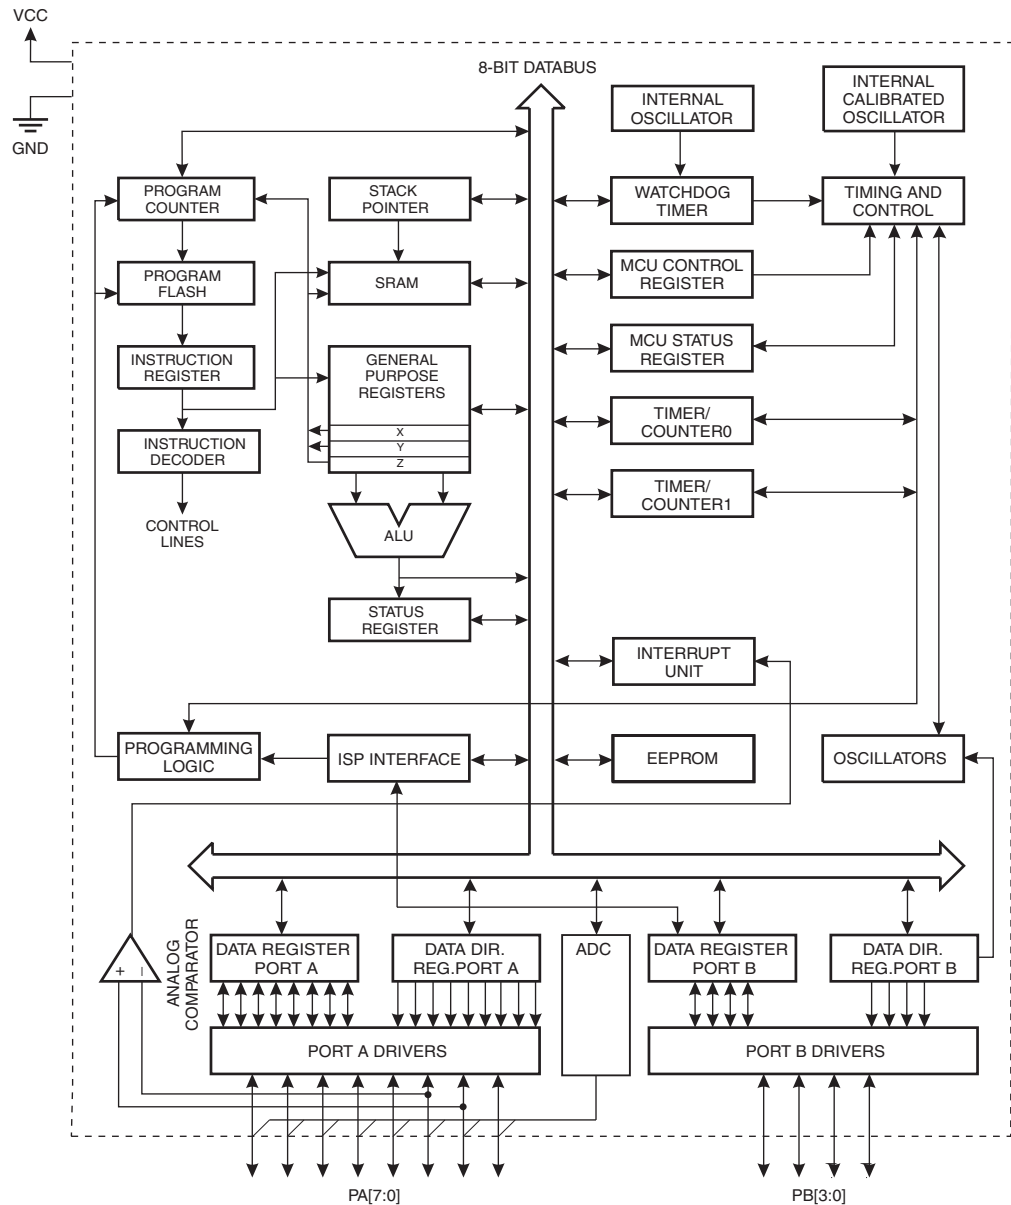 VCC
GND
8-BIT DATABUS
INTERNAL
OSCILLATOR
INTERNAL
CALIBRATED
OSCILLATOR
PROGRAM
COUNTER
STACK
POINTER
WATCHDOG
TIMER
TIMING AND
CONTROL
PROGRAM
FLASH
SRAM
MCU CONTROL
REGISTER
INSTRUCTION
REGISTER
GENERAL
PURPOSE
REGISTERS
X
Y
Z
MCU STATUS
REGISTER
TIMER/
COUNTER0
INSTRUCTION
DECODER
TIMER/
COUNTER1
CONTROL
LINES
ALU
STATUS
REGISTER
INTERRUPT
UNIT
PROGRAMMING
LOGIC
ISP INTERFACE
EEPROM
OSCILLATORS
ANALOG
COMPARATOR
+
–
DATA REGISTER
PORT A
DATA DIR.
REG.PORT A
ADC
DATA REGISTER
PORT B
DATA DIR.
REG.PORT B
PORT A DRIVERS
PORT B DRIVERS
PA[7:0]
PB[3:0]